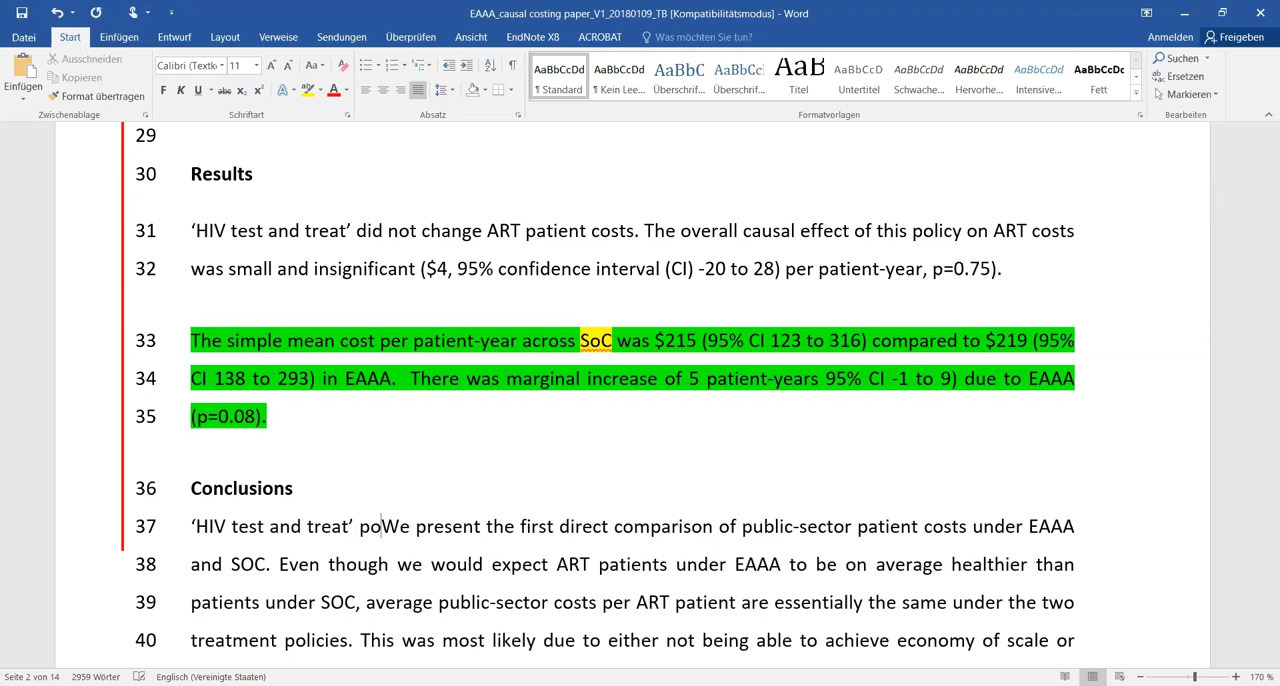 EAAA_causal costing paper_V1_20180109_TB [Kompatibilitätsmodus] - Word
Datei Start Einfügen Entwurf Layout Verweise Sendungen Überprüfen Ansicht EndNote X8 ACROBAT Was möchten Sie tun? Anmelden Freigeben
Einfügen
Ausschneiden
Kopieren
Format übertragen
Zwischenablage
Calibri (Textk 11
Schriftart
Absatz
AaBbCcDd AaBbCcDd AaBbC AaBbCc AaB AaBbCcD AaBbCcDd AaBbCcDd AaBbCcDd AaBbCcDc
¶ Standard ¶ Kein Lee... Überschrif... Überschrif... Titel Untertitel Schwache... Hervorhe... Intensive... Fett
Formatvorlagen
Suchen
Ersetzen
Markieren
Bearbeiten
29
30 Results
31 ‘HIV test and treat’ did not change ART patient costs. The overall causal effect of this policy on ART costs
32 was small and insignificant ($4, 95% confidence interval (CI) -20 to 28) per patient-year, p=0.75).
33 The simple mean cost per patient-year across SoC was $215 (95% CI 123 to 316) compared to $219 (95%
34 CI 138 to 293) in EAAA. There was marginal increase of 5 patient-years 95% CI -1 to 9) due to EAAA
35 (p=0.08).
36 Conclusions
37 ‘HIV test and treat’ poWe present the first direct comparison of public-sector patient costs under EAAA
38 and SOC. Even though we would expect ART patients under EAAA to be on average healthier than
39 patients under SOC, average public-sector costs per ART patient are essentially the same under the two
40 treatment policies. This was most likely due to either not being able to achieve economy of scale or
Seite 2 von 14 2959 Wörter Englisch (Vereinigte Staaten) 170 %